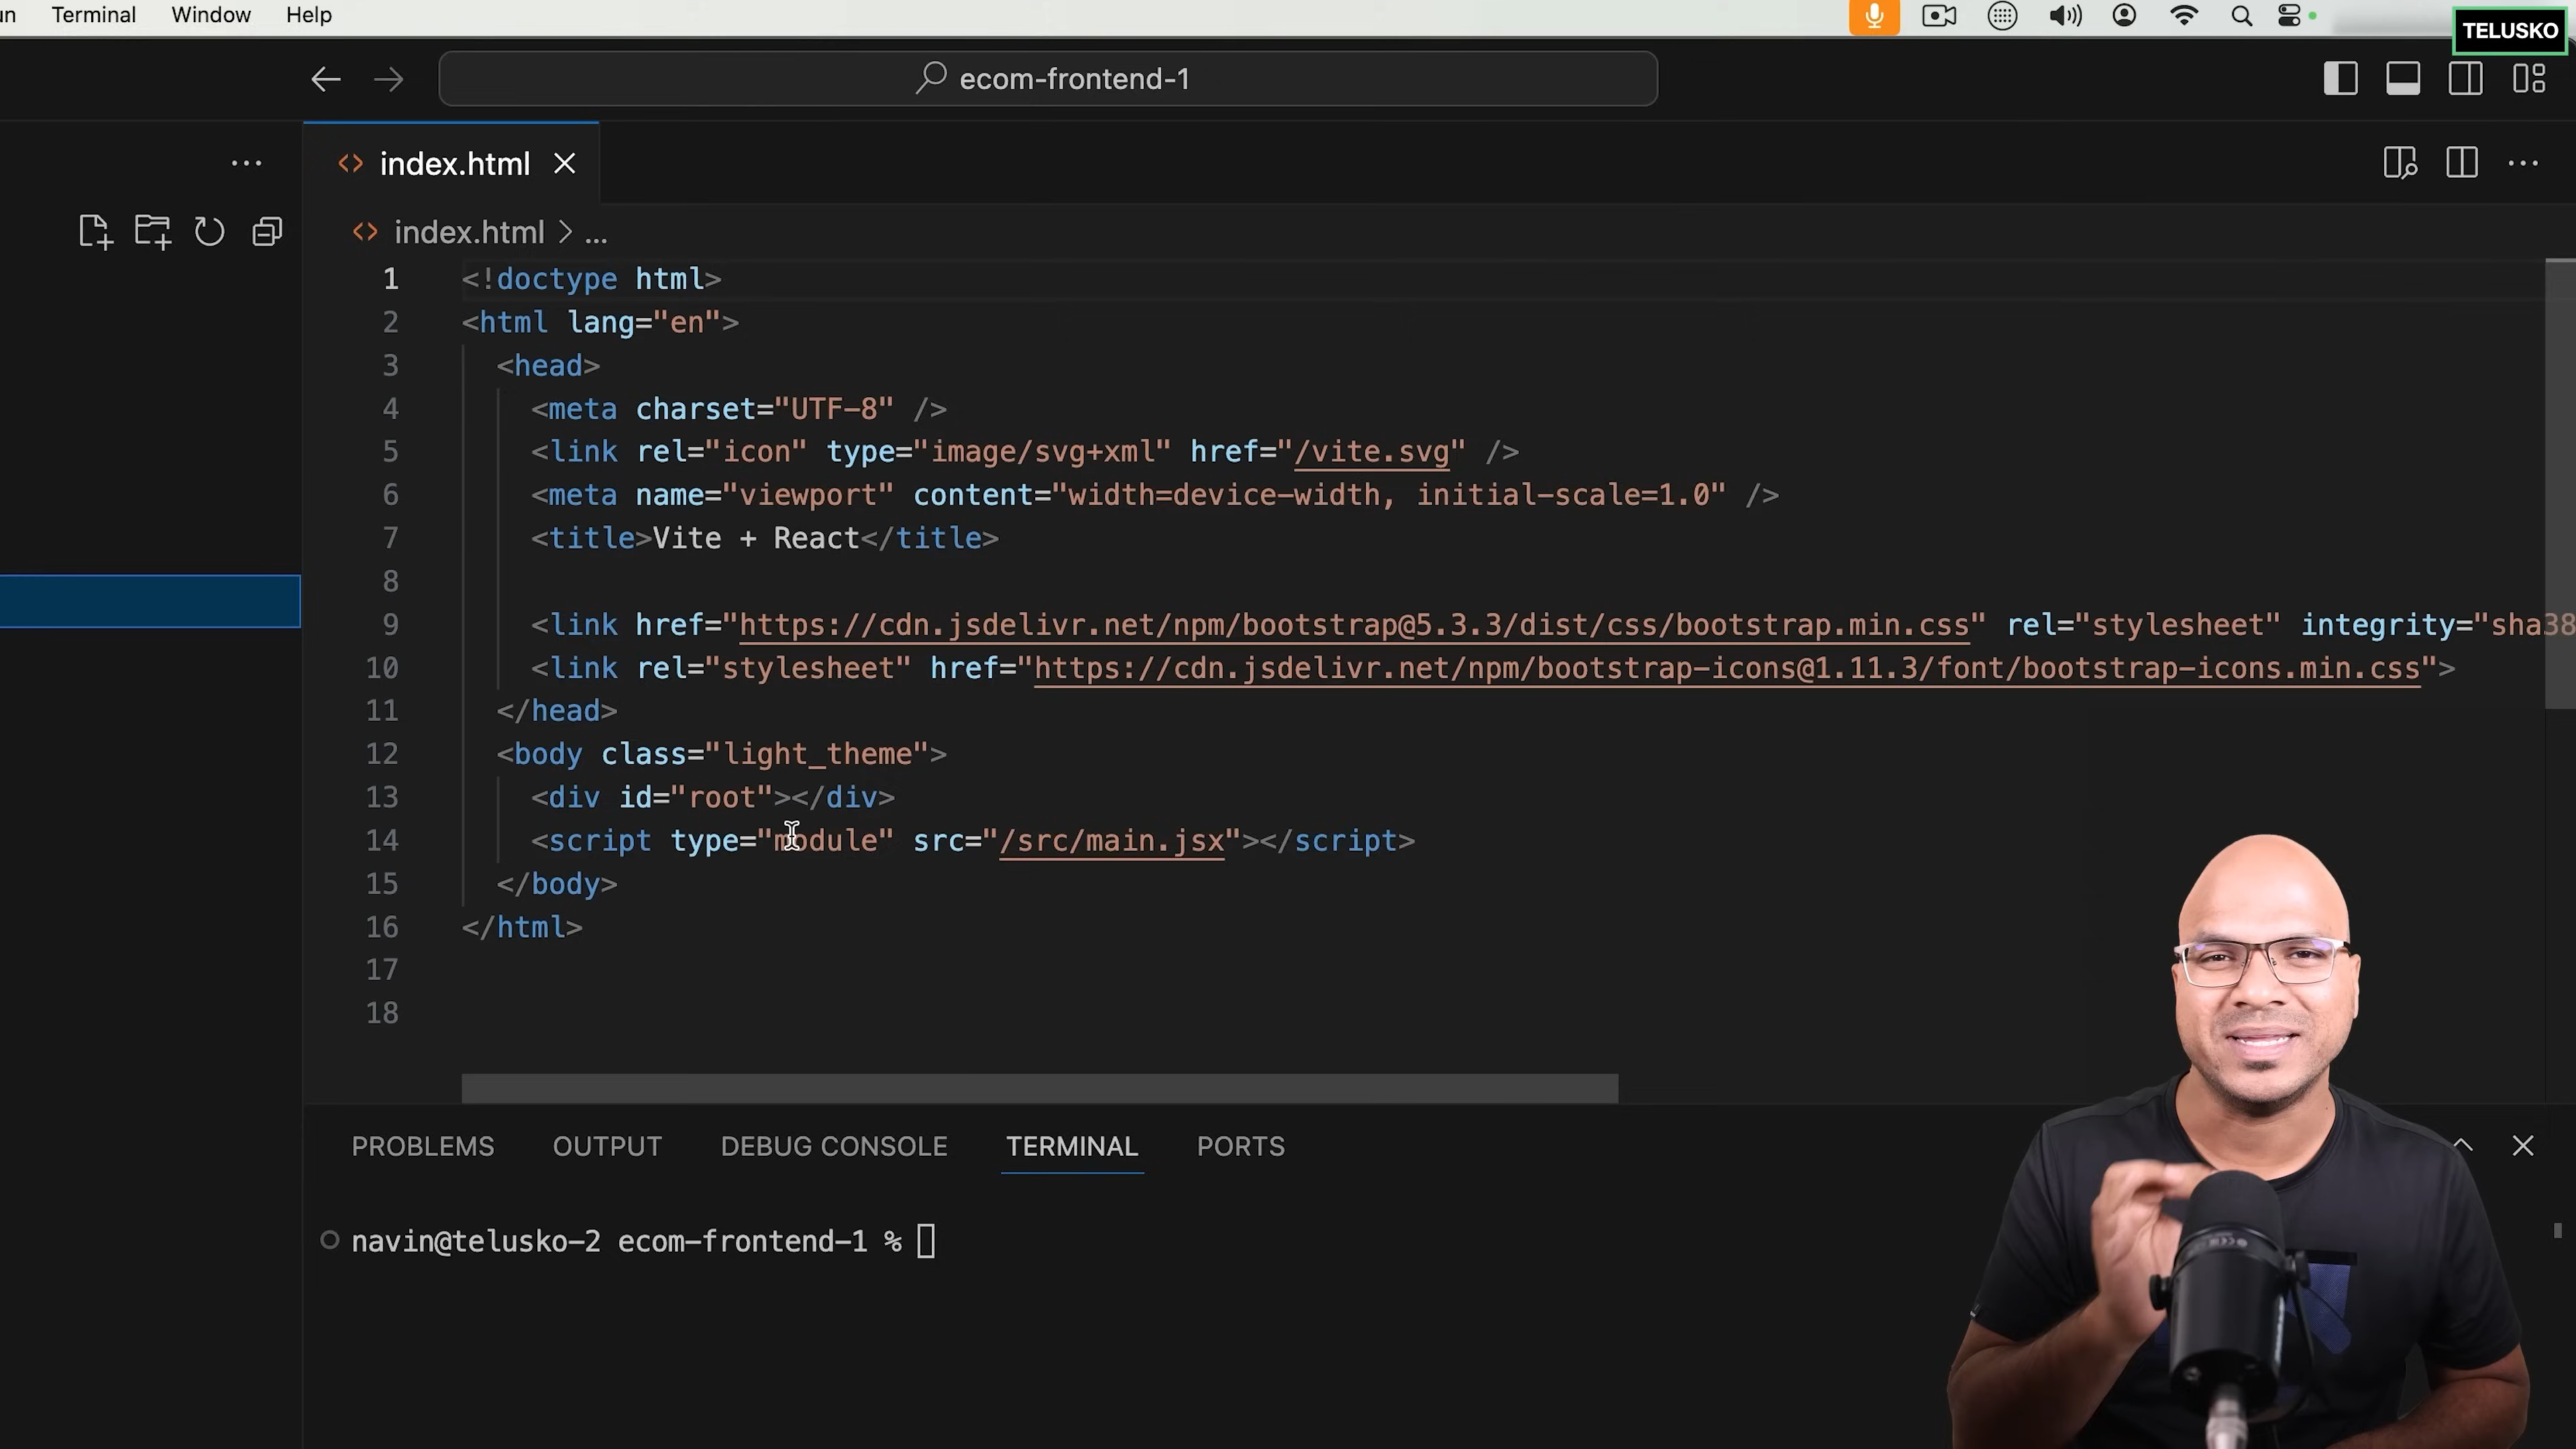 Terminal Window Help
TELUSKO
ecom-frontend-1
index.html
index.html > ...
1 <!doctype html>
2 <html lang="en">
3 <head>
4 <meta charset="UTF-8" />
5 <link rel="icon" type="image/svg+xml" href="/vite.svg" />
6 <meta name="viewport" content="width=device-width, initial-scale=1.0" />
7 <title>Vite + React</title>
8
9 <link href="https://cdn.jsdelivr.net/npm/bootstrap@5.3.3/dist/css/bootstrap.min.css" rel="stylesheet" integrity="sha38
10 <link rel="stylesheet" href="https://cdn.jsdelivr.net/npm/bootstrap-icons@1.11.3/font/bootstrap-icons.min.css">
11 </head>
12 <body class="light_theme">
13 <div id="root"></div>
14 <script type="module" src="/src/main.jsx"></script>
15 </body>
16 </html>
17
18
PROBLEMS OUTPUT DEBUG CONSOLE TERMINAL PORTS
navin@telusko-2 ecom-frontend-1 %